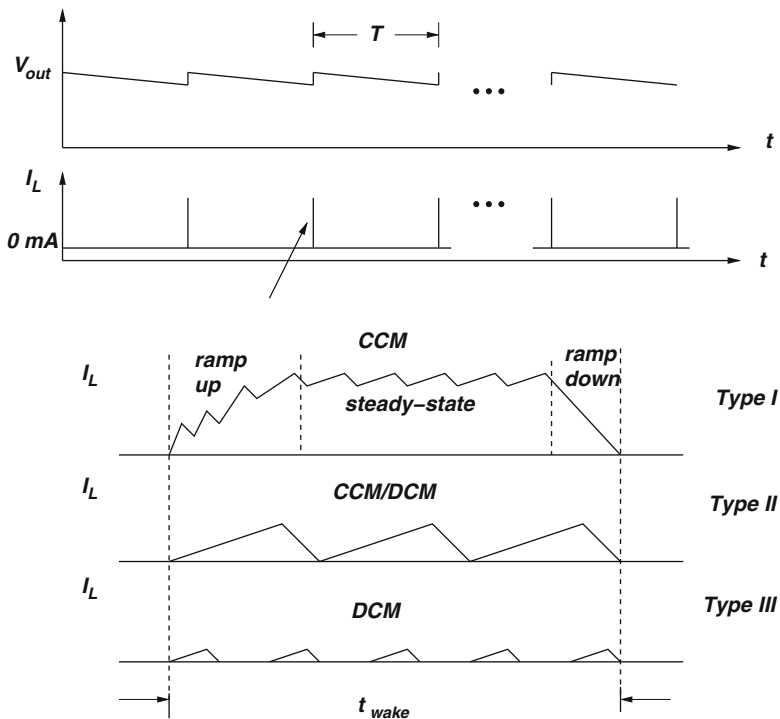 T
V_out
•••
t
I_L
•••
0 mA
t
CCM
ramp up
ramp down
I_L
steady-state
Type I
I_L
CCM/DCM
Type II
I_L
DCM
Type III
t_wake